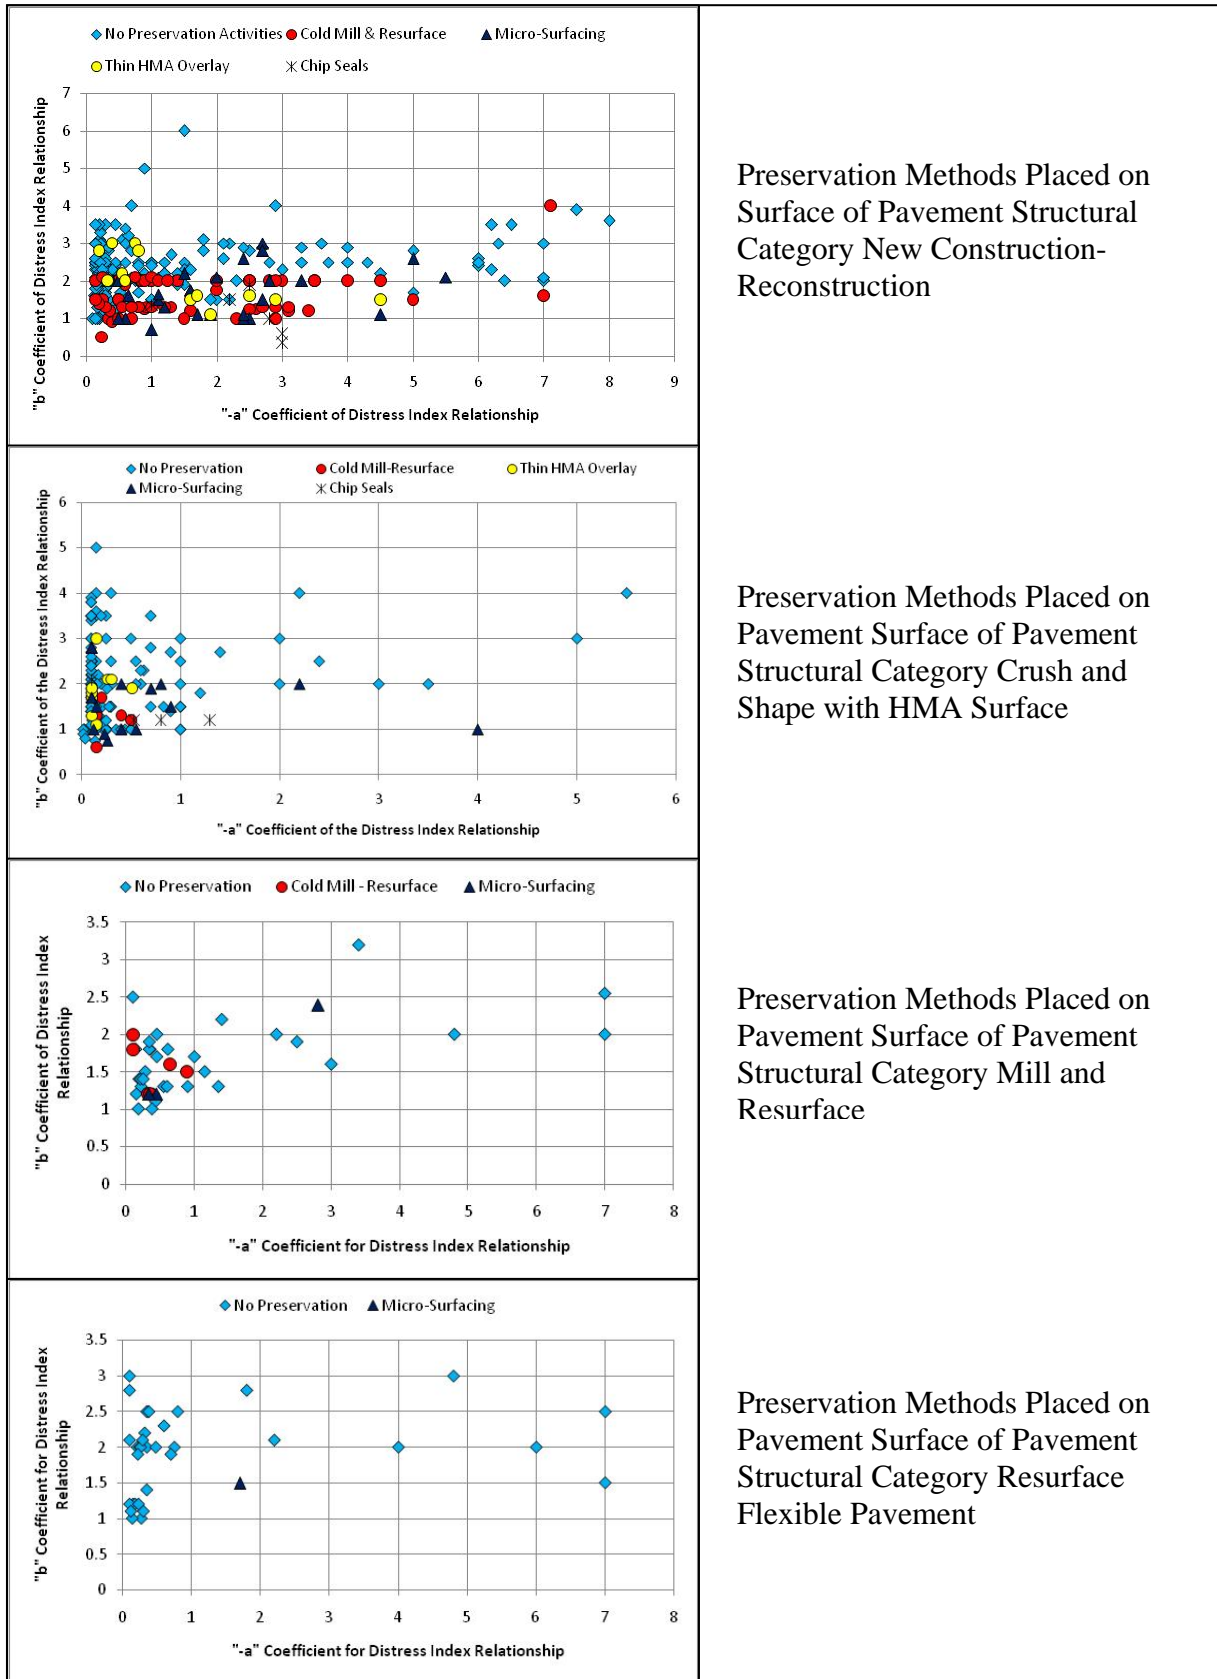 No Preservation Activities Cold Mill & Resurface Micro-Surfacing
Thin HMA Overlay Chip Seals
"b" Coefficient of Distress Index Relationship
7
6
5
4
3
2
1
0
0 1 2 3 4 5 6 7 8 9
"-a" Coefficient of Distress Index Relationship
Preservation Methods Placed on
Surface of Pavement Structural
Category New Construction-
Reconstruction
No Preservation Cold Mill-Resurface Thin HMA Overlay
Micro-Surfacing Chip Seals
"b" Coefficient of the Distress Index Relationship
6
5
4
3
2
1
0
0 1 2 3 4 5 6
"-a" Coefficient of the Distress Index Relationship
Preservation Methods Placed on
Pavement Surface of Pavement
Structural Category Crush and
Shape with HMA Surface
No Preservation Cold Mill - Resurface Micro-Surfacing
"b" Coefficient of Distress Index
Relationship
3.5
3
2.5
2
1.5
1
0.5
0
0 1 2 3 4 5 6 7 8
"-a" Coefficient for Distress Index Relationship
Preservation Methods Placed on
Pavement Surface of Pavement
Structural Category Mill and
Resurface
No Preservation Micro-Surfacing
"b" Coefficient for Distress Index
Relationship
3.5
3
2.5
2
1.5
1
0.5
0
0 1 2 3 4 5 6 7 8
"-a" Coefficient for Distress Index Relationship
Preservation Methods Placed on
Pavement Surface of Pavement
Structural Category Resurface
Flexible Pavement